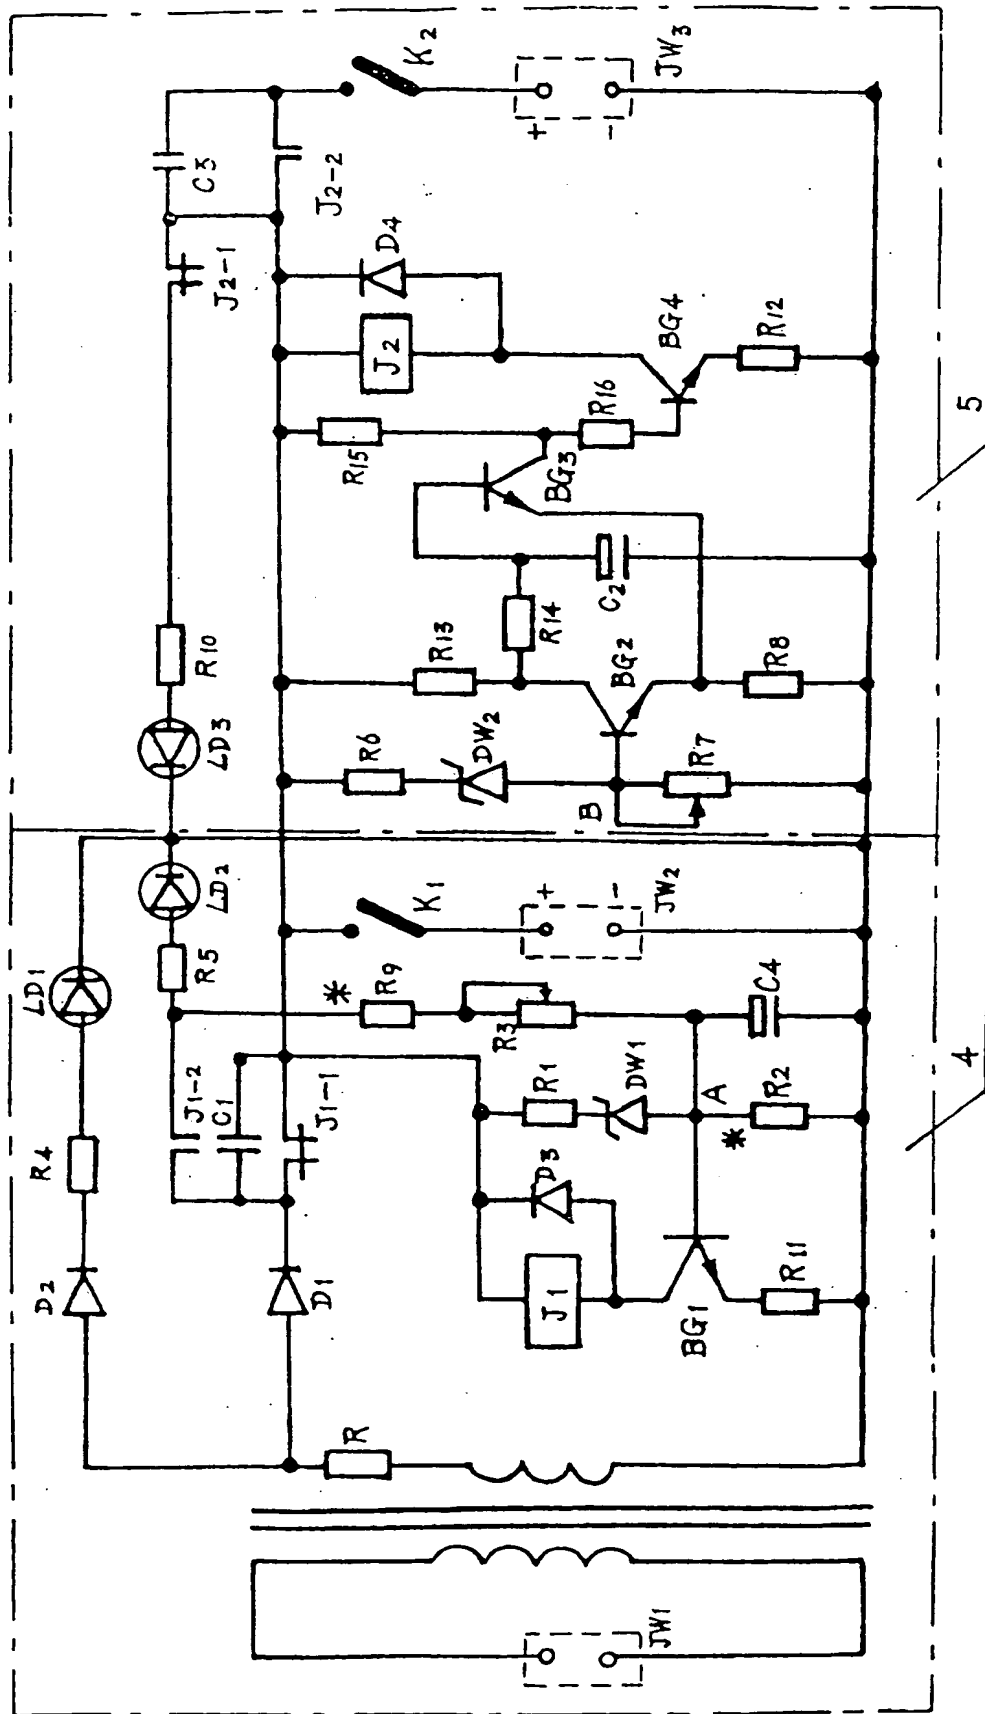 LD1
R4
D2
LD2
R5
LD3
R10
J2-1
C3
J1-2
C1
J1-1
D1
J2-2
K1
K2
*
R9
R3
R6
DW2
R13
R14
R15
J2
D4
R
J1
D3
R1
DW1
A
*
R2
C4
+
-
JW2
B
R7
BG2
R8
C2
BG3
R16
BG4
R12
+
-
JW3
BG1
R11
JW1
4
5